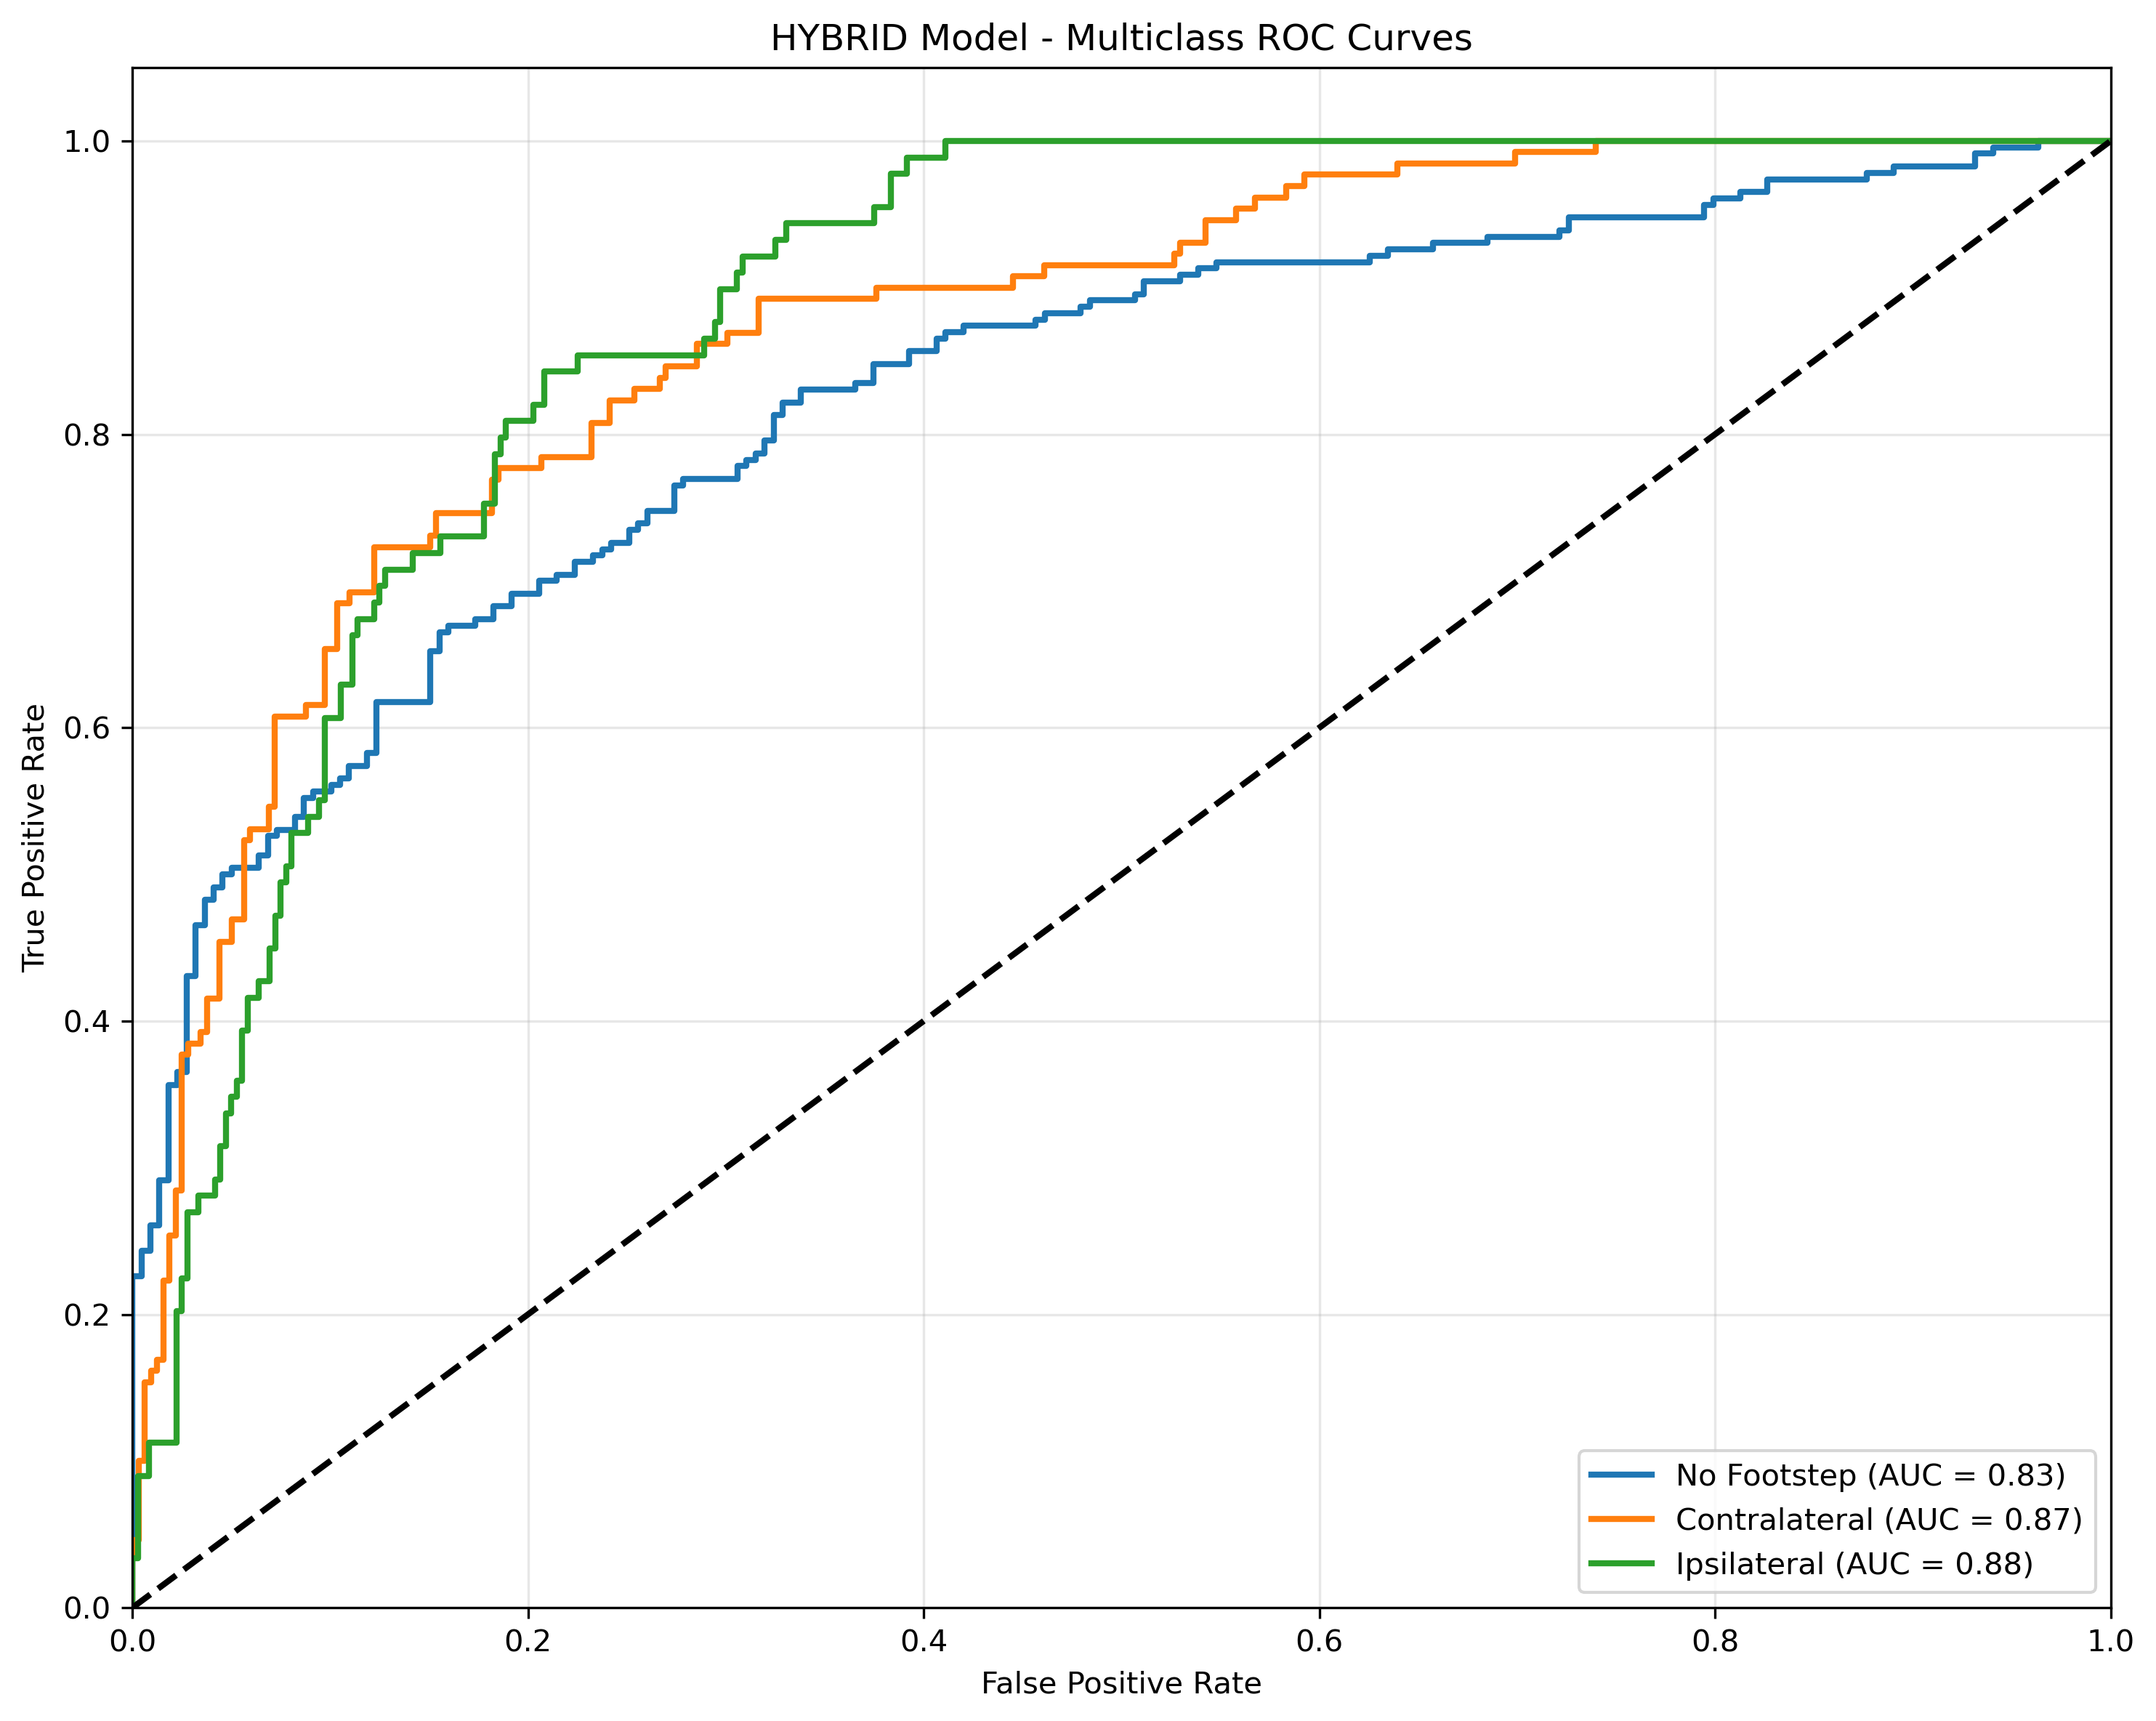 HYBRID Model - Multiclass ROC Curves
True Positive Rate
1.0
0.8
0.6
0.4
0.2
0.0
0.0 0.2 0.4 0.6 0.8 1.0
False Positive Rate
No Footstep (AUC = 0.83)
Contralateral (AUC = 0.87)
Ipsilateral (AUC = 0.88)